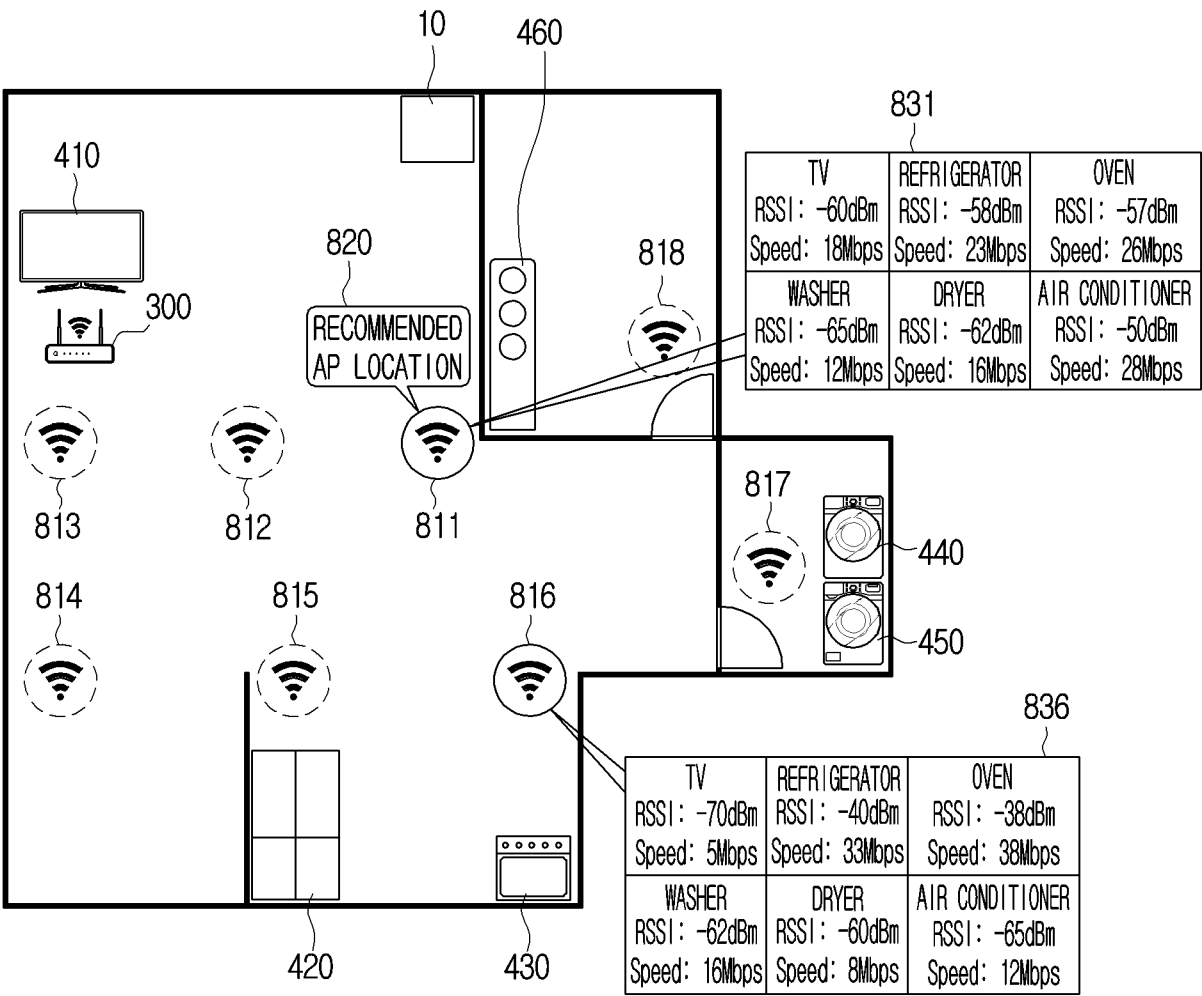 10
460
831
410
TV
RSSI: -60dBm
Speed: 18Mbps
REFRIGERATOR
RSSI: -58dBm
Speed: 23Mbps
OVEN
RSSI: -57dBm
Speed: 26Mbps
820
818
300
RECOMMENDED
AP LOCATION
WASHER
RSSI: -65dBm
Speed: 12Mbps
DRYER
RSSI: -62dBm
Speed: 16Mbps
AIR CONDITIONER
RSSI: -50dBm
Speed: 28Mbps
813
812
811
817
440
814
815
816
450
836
TV
RSSI: -70dBm
Speed: 5Mbps
REFRIGERATOR
RSSI: -40dBm
Speed: 33Mbps
OVEN
RSSI: -38dBm
Speed: 38Mbps
WASHER
RSSI: -62dBm
Speed: 16Mbps
DRYER
RSSI: -60dBm
Speed: 8Mbps
AIR CONDITIONER
RSSI: -65dBm
Speed: 12Mbps
420
430